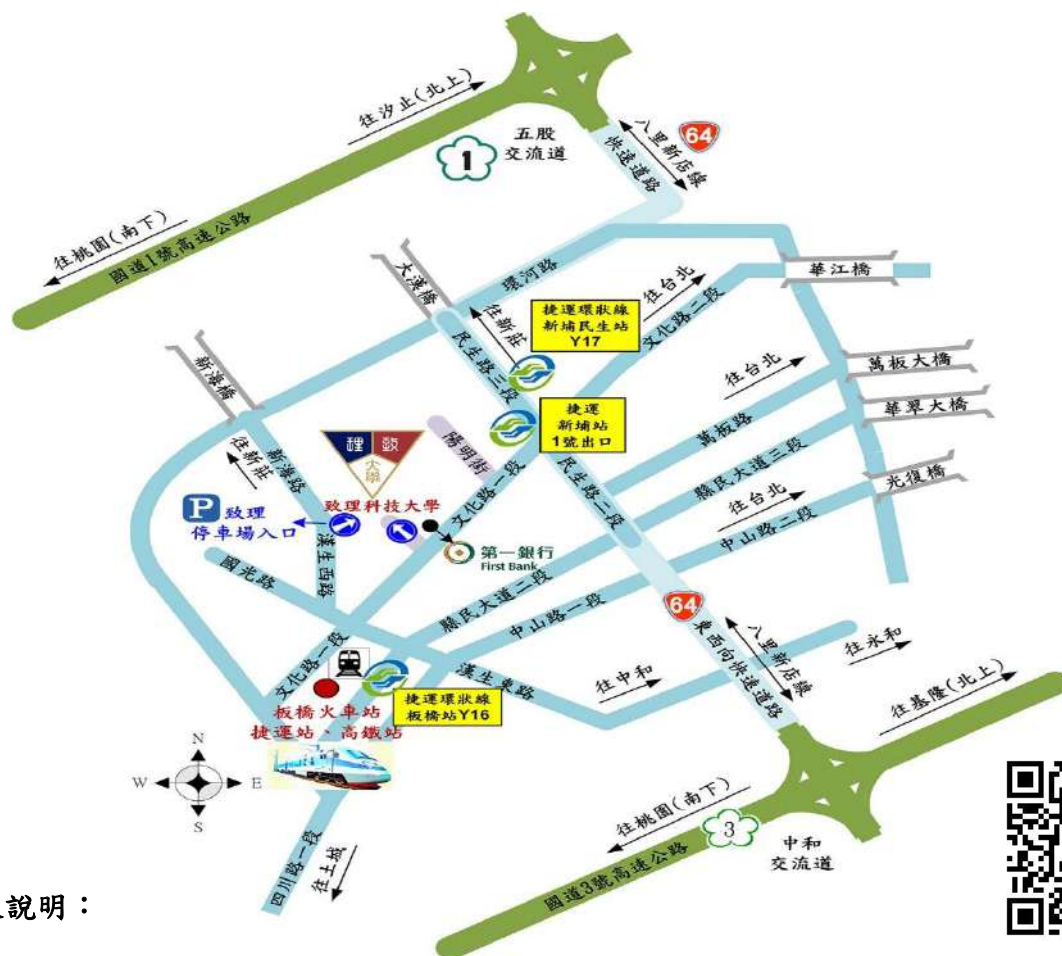 往汐止(北上)
五股
交流道
1
八里新店線
64
快速道路
往桃園(南下)
國道1號高速公路
大漢橋
環河路
往新莊
捷運環狀線
新埔民生站
Y17
往台北
文化路二段
華江橋
新海橋
民生路三段
往台北
萬板大橋
華翠大橋
往新莊
新海路
理 致
大學
陽明街
捷運
新埔站
1號出口
萬板路
縣民大道三段
光復橋
P 致理
停車場入口
致理科技大學
文化路一段
民生路二段
往台北
中山路二段
漢生西路
第一銀行
First Bank
國光路
縣民大道二段
中山路一段
64
文化路一段
漢生東路
往中和
東西向快速道路
八里新店線
往永和
捷運環狀線
板橋站Y16
板橋火車站
捷運站、高鐵站
往基隆(北上)
N
W E
S
往桃園(南下)
3
中和
交流道
國道3號高速公路
四川路一段
往土城
說明：